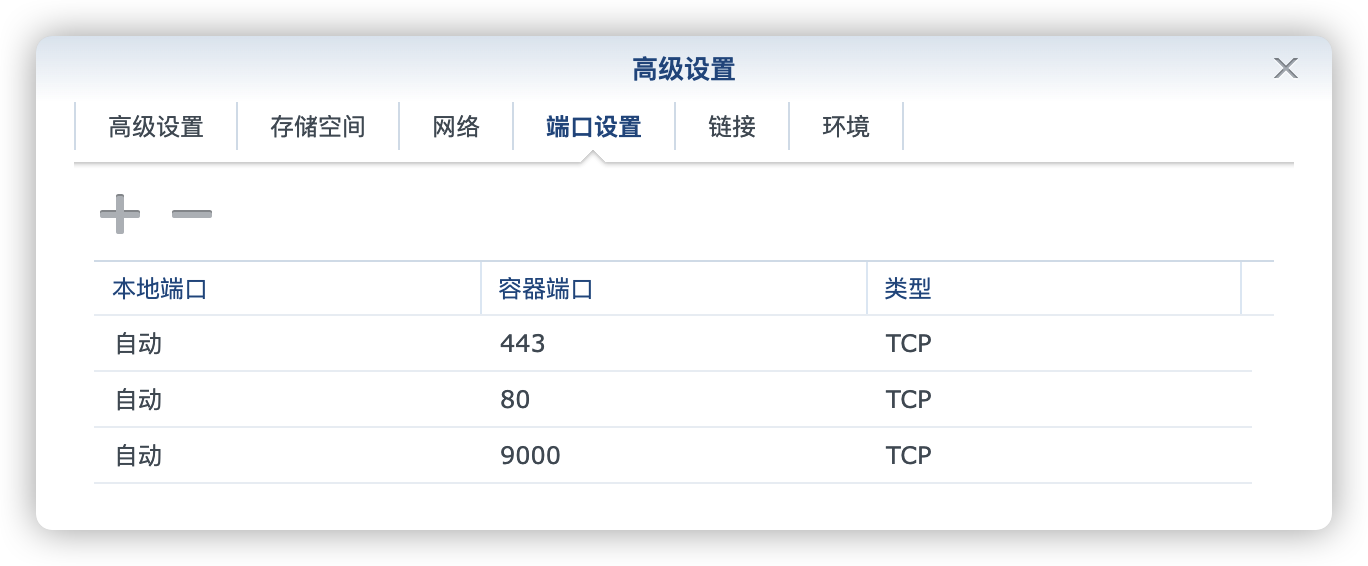 高级设置
高级设置 存储空间 网络 端口设置 链接 环境
本地端口 容器端口 类型
自动 443 TCP
自动 80 TCP
自动 9000 TCP